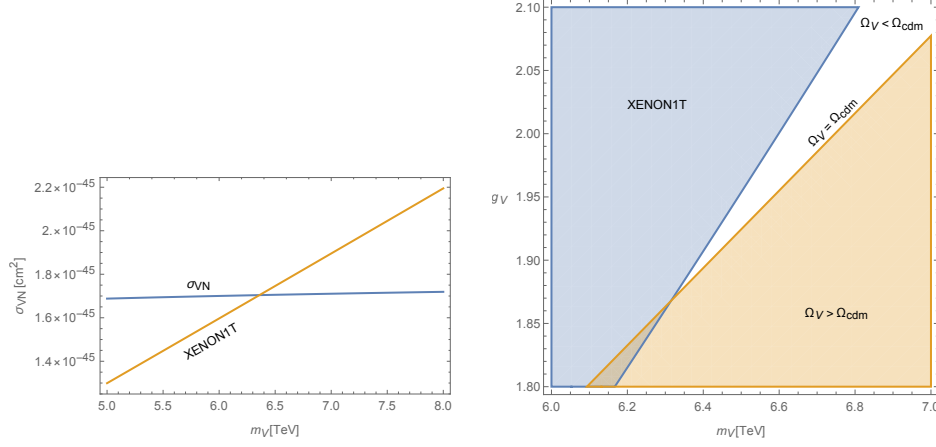 2.2×10⁻⁴⁵
2.×10⁻⁴⁵
1.8×10⁻⁴⁵
1.6×10⁻⁴⁵
1.4×10⁻⁴⁵
σVN [cm²]
σVN
XENON1T
5.0 5.5 6.0 6.5 7.0 7.5 8.0
mV[TeV]
2.10
2.05
2.00
1.95
1.90
1.85
1.80
gV
XENON1T
ΩV < Ωcdm
ΩV = Ωcdm
ΩV > Ωcdm
6.0 6.2 6.4 6.6 6.8 7.0
mV[TeV]